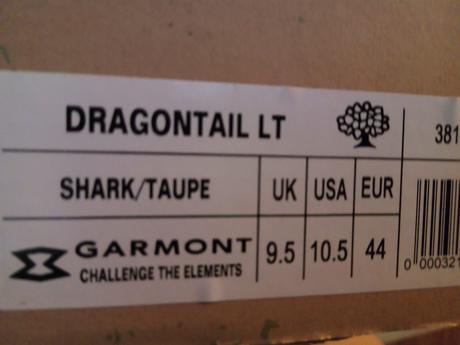 DRAGONTAIL LT 381
SHARK/TAUPE UK USA EUR
GARMONT 9.5 10.5 44
CHALLENGE THE ELEMENTS
0 000321